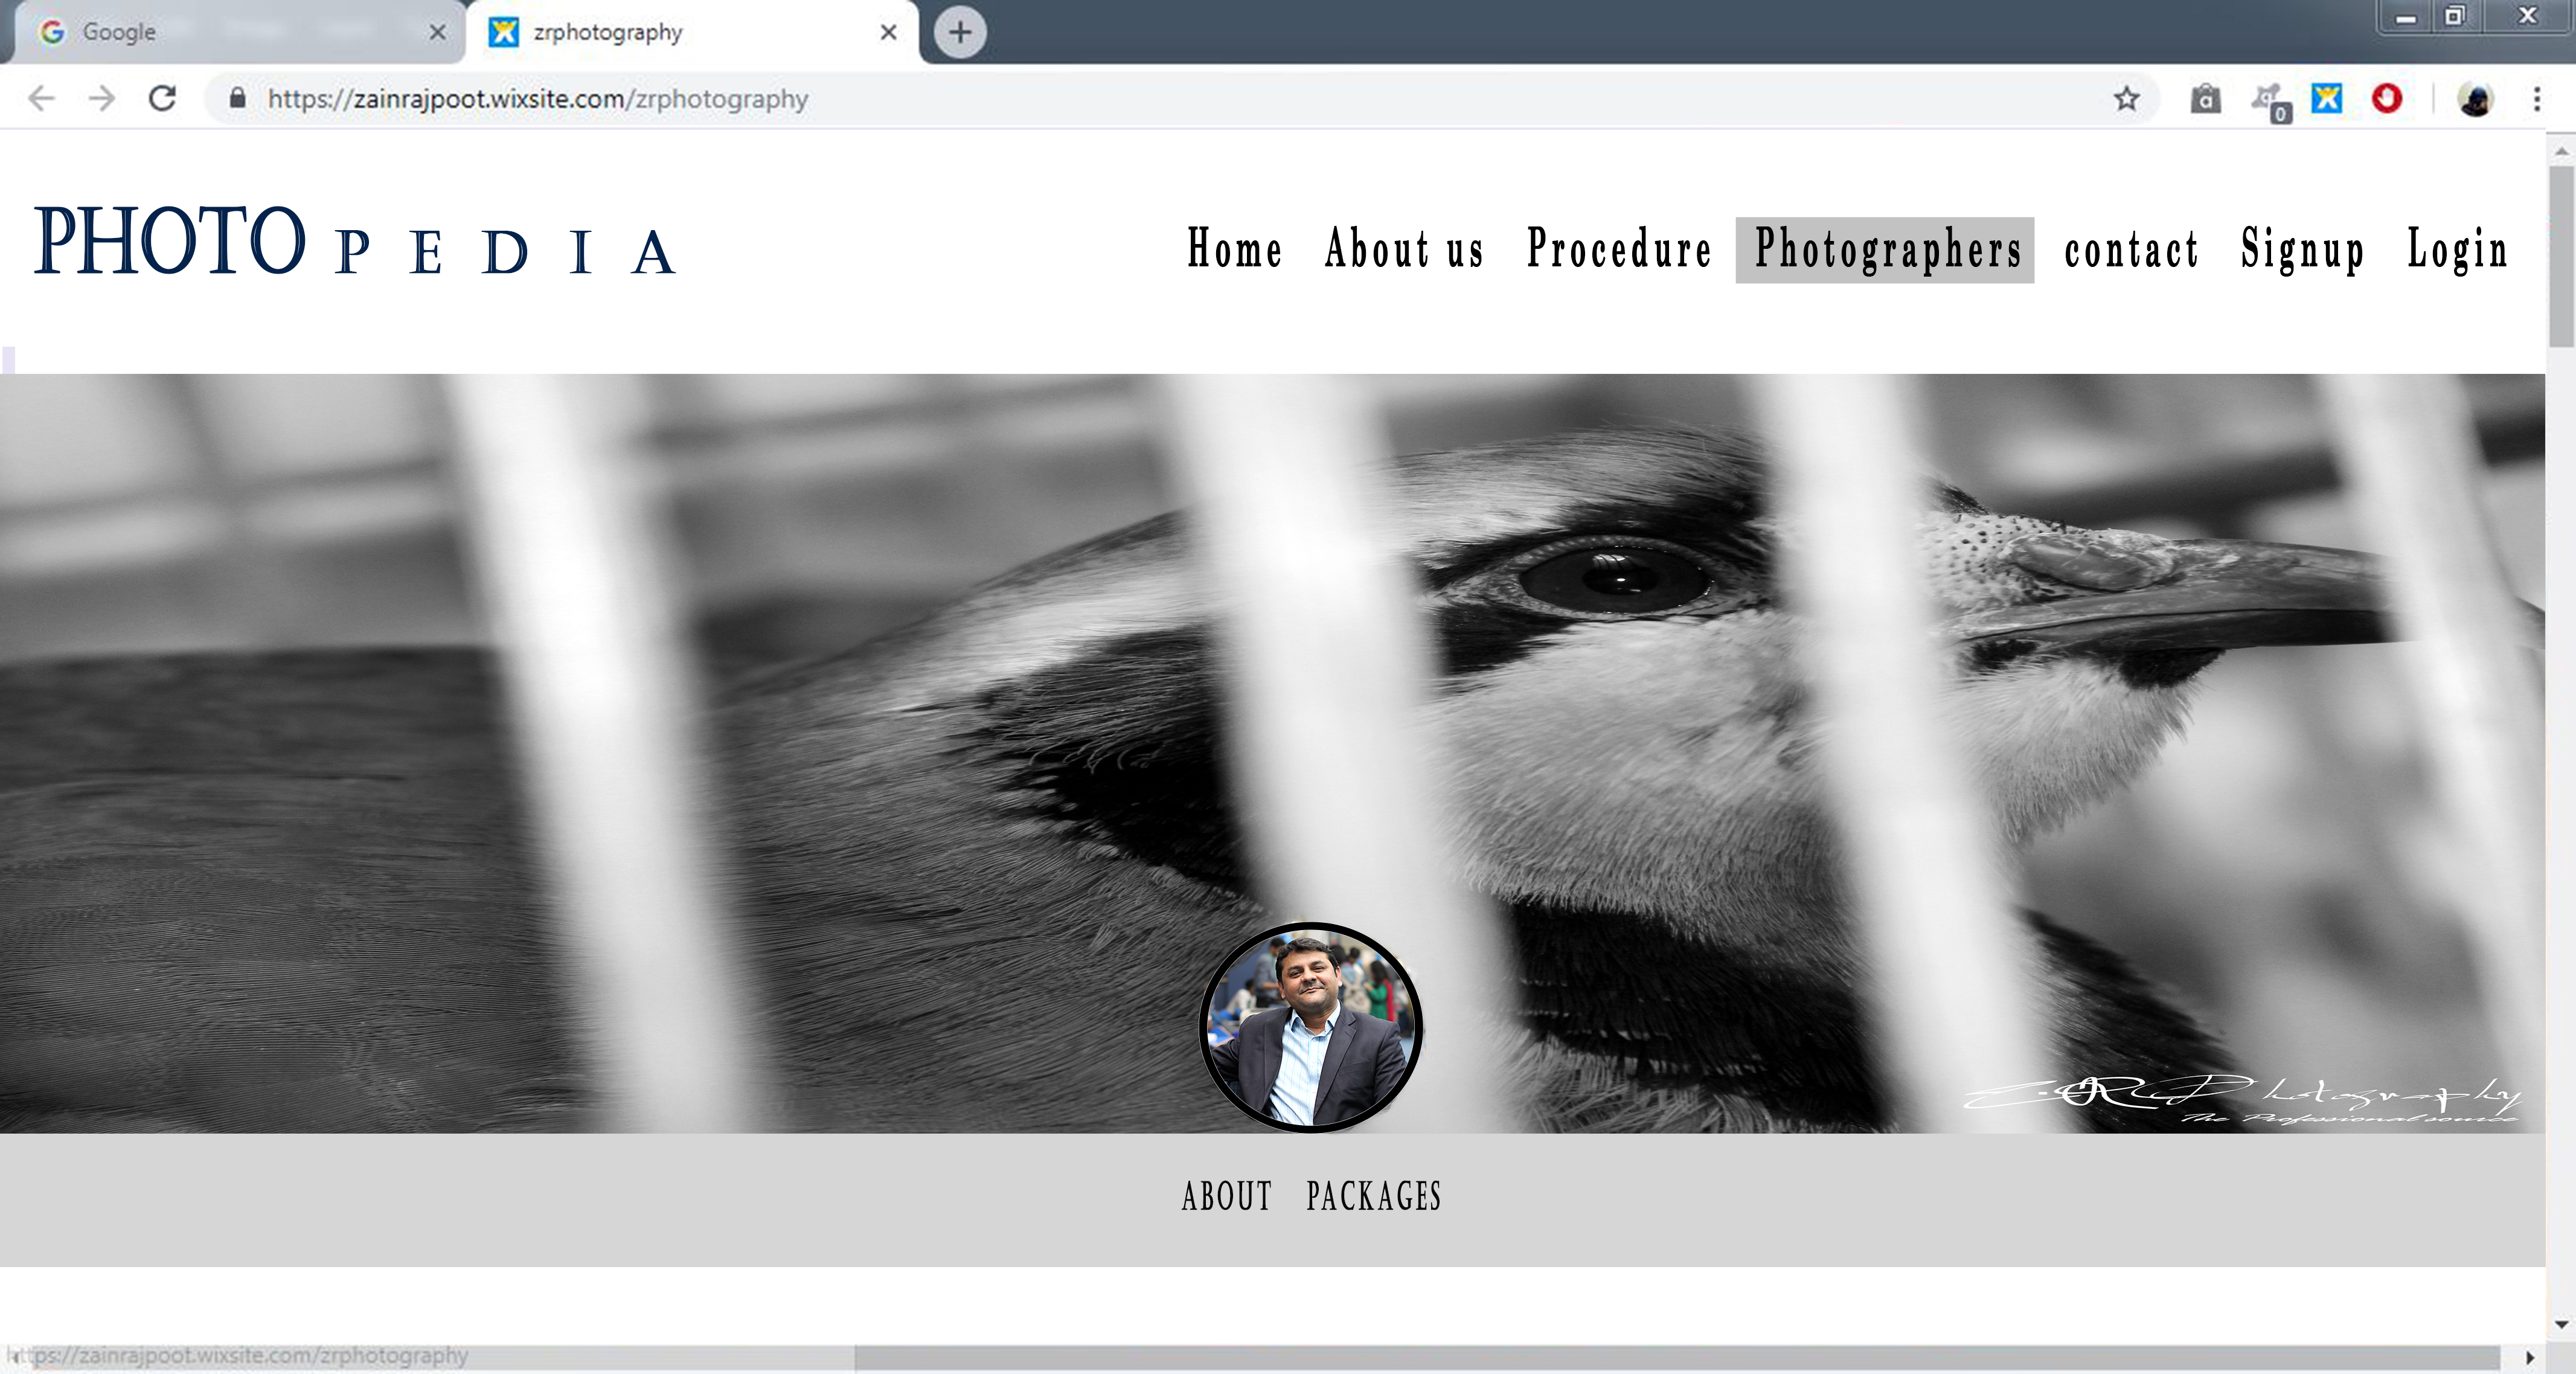 Google
zrphotography
https://zainrajpoot.wixsite.com/zrphotography
a
0
PHOTO PEDIA
Home About us Procedure Photographers contact Signup Login
Photography
The Professional source
ABOUT PACKAGES
https://zainrajpoot.wixsite.com/zrphotography